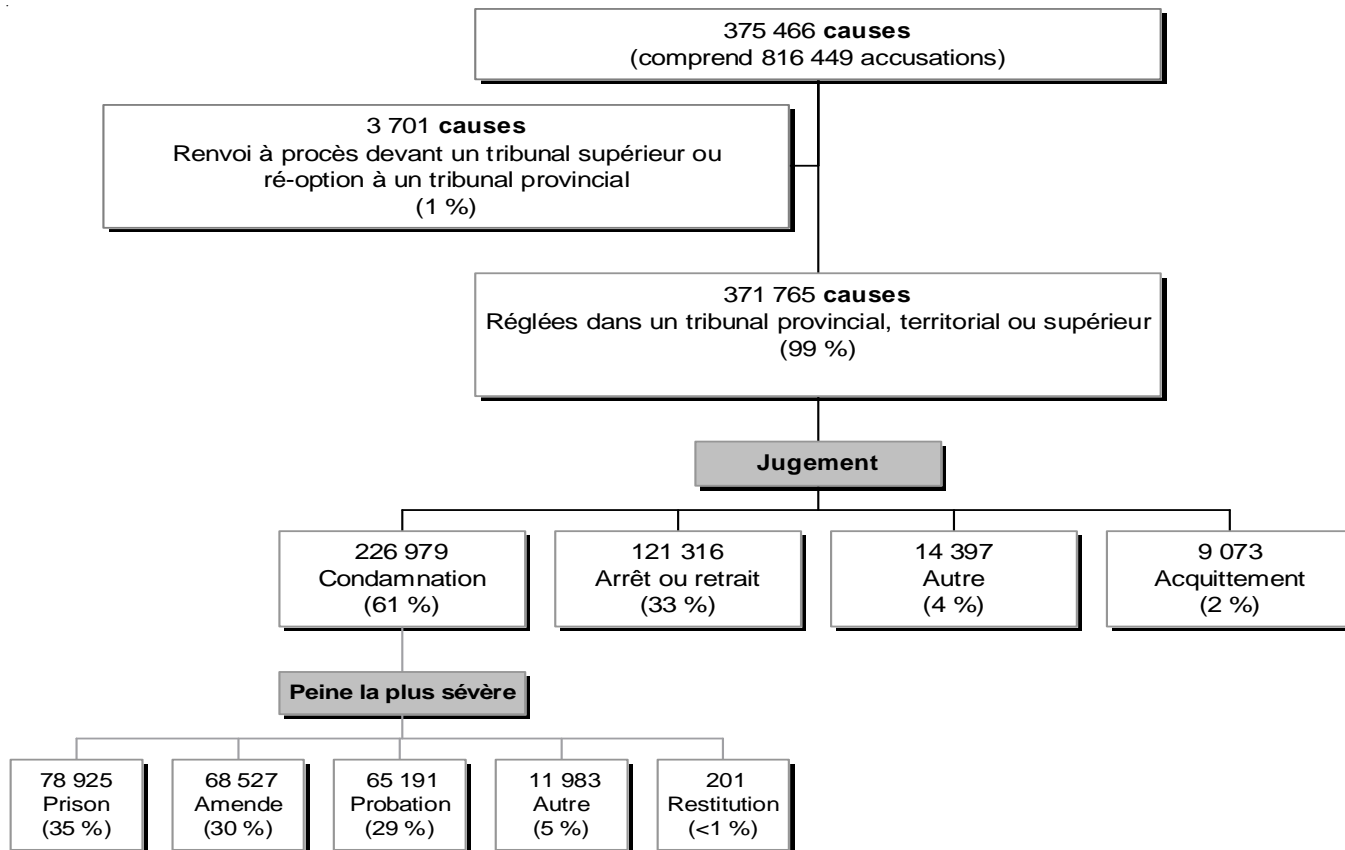 375 466 causes
(comprend 816 449 accusations)
3 701 causes
Renvoi à procès devant un tribunal supérieur ou
ré-option à un tribunal provincial
(1 %)
371 765 causes
Réglées dans un tribunal provincial, territorial ou supérieur
(99 %)
Jugement
226 979
Condamnation
(61 %)
121 316
Arrêt ou retrait
(33 %)
14 397
Autre
(4 %)
9 073
Acquittement
(2 %)
Peine la plus sévère
78 925
Prison
(35 %)
68 527
Amende
(30 %)
65 191
Probation
(29 %)
11 983
Autre
(5 %)
201
Restitution
(<1 %)